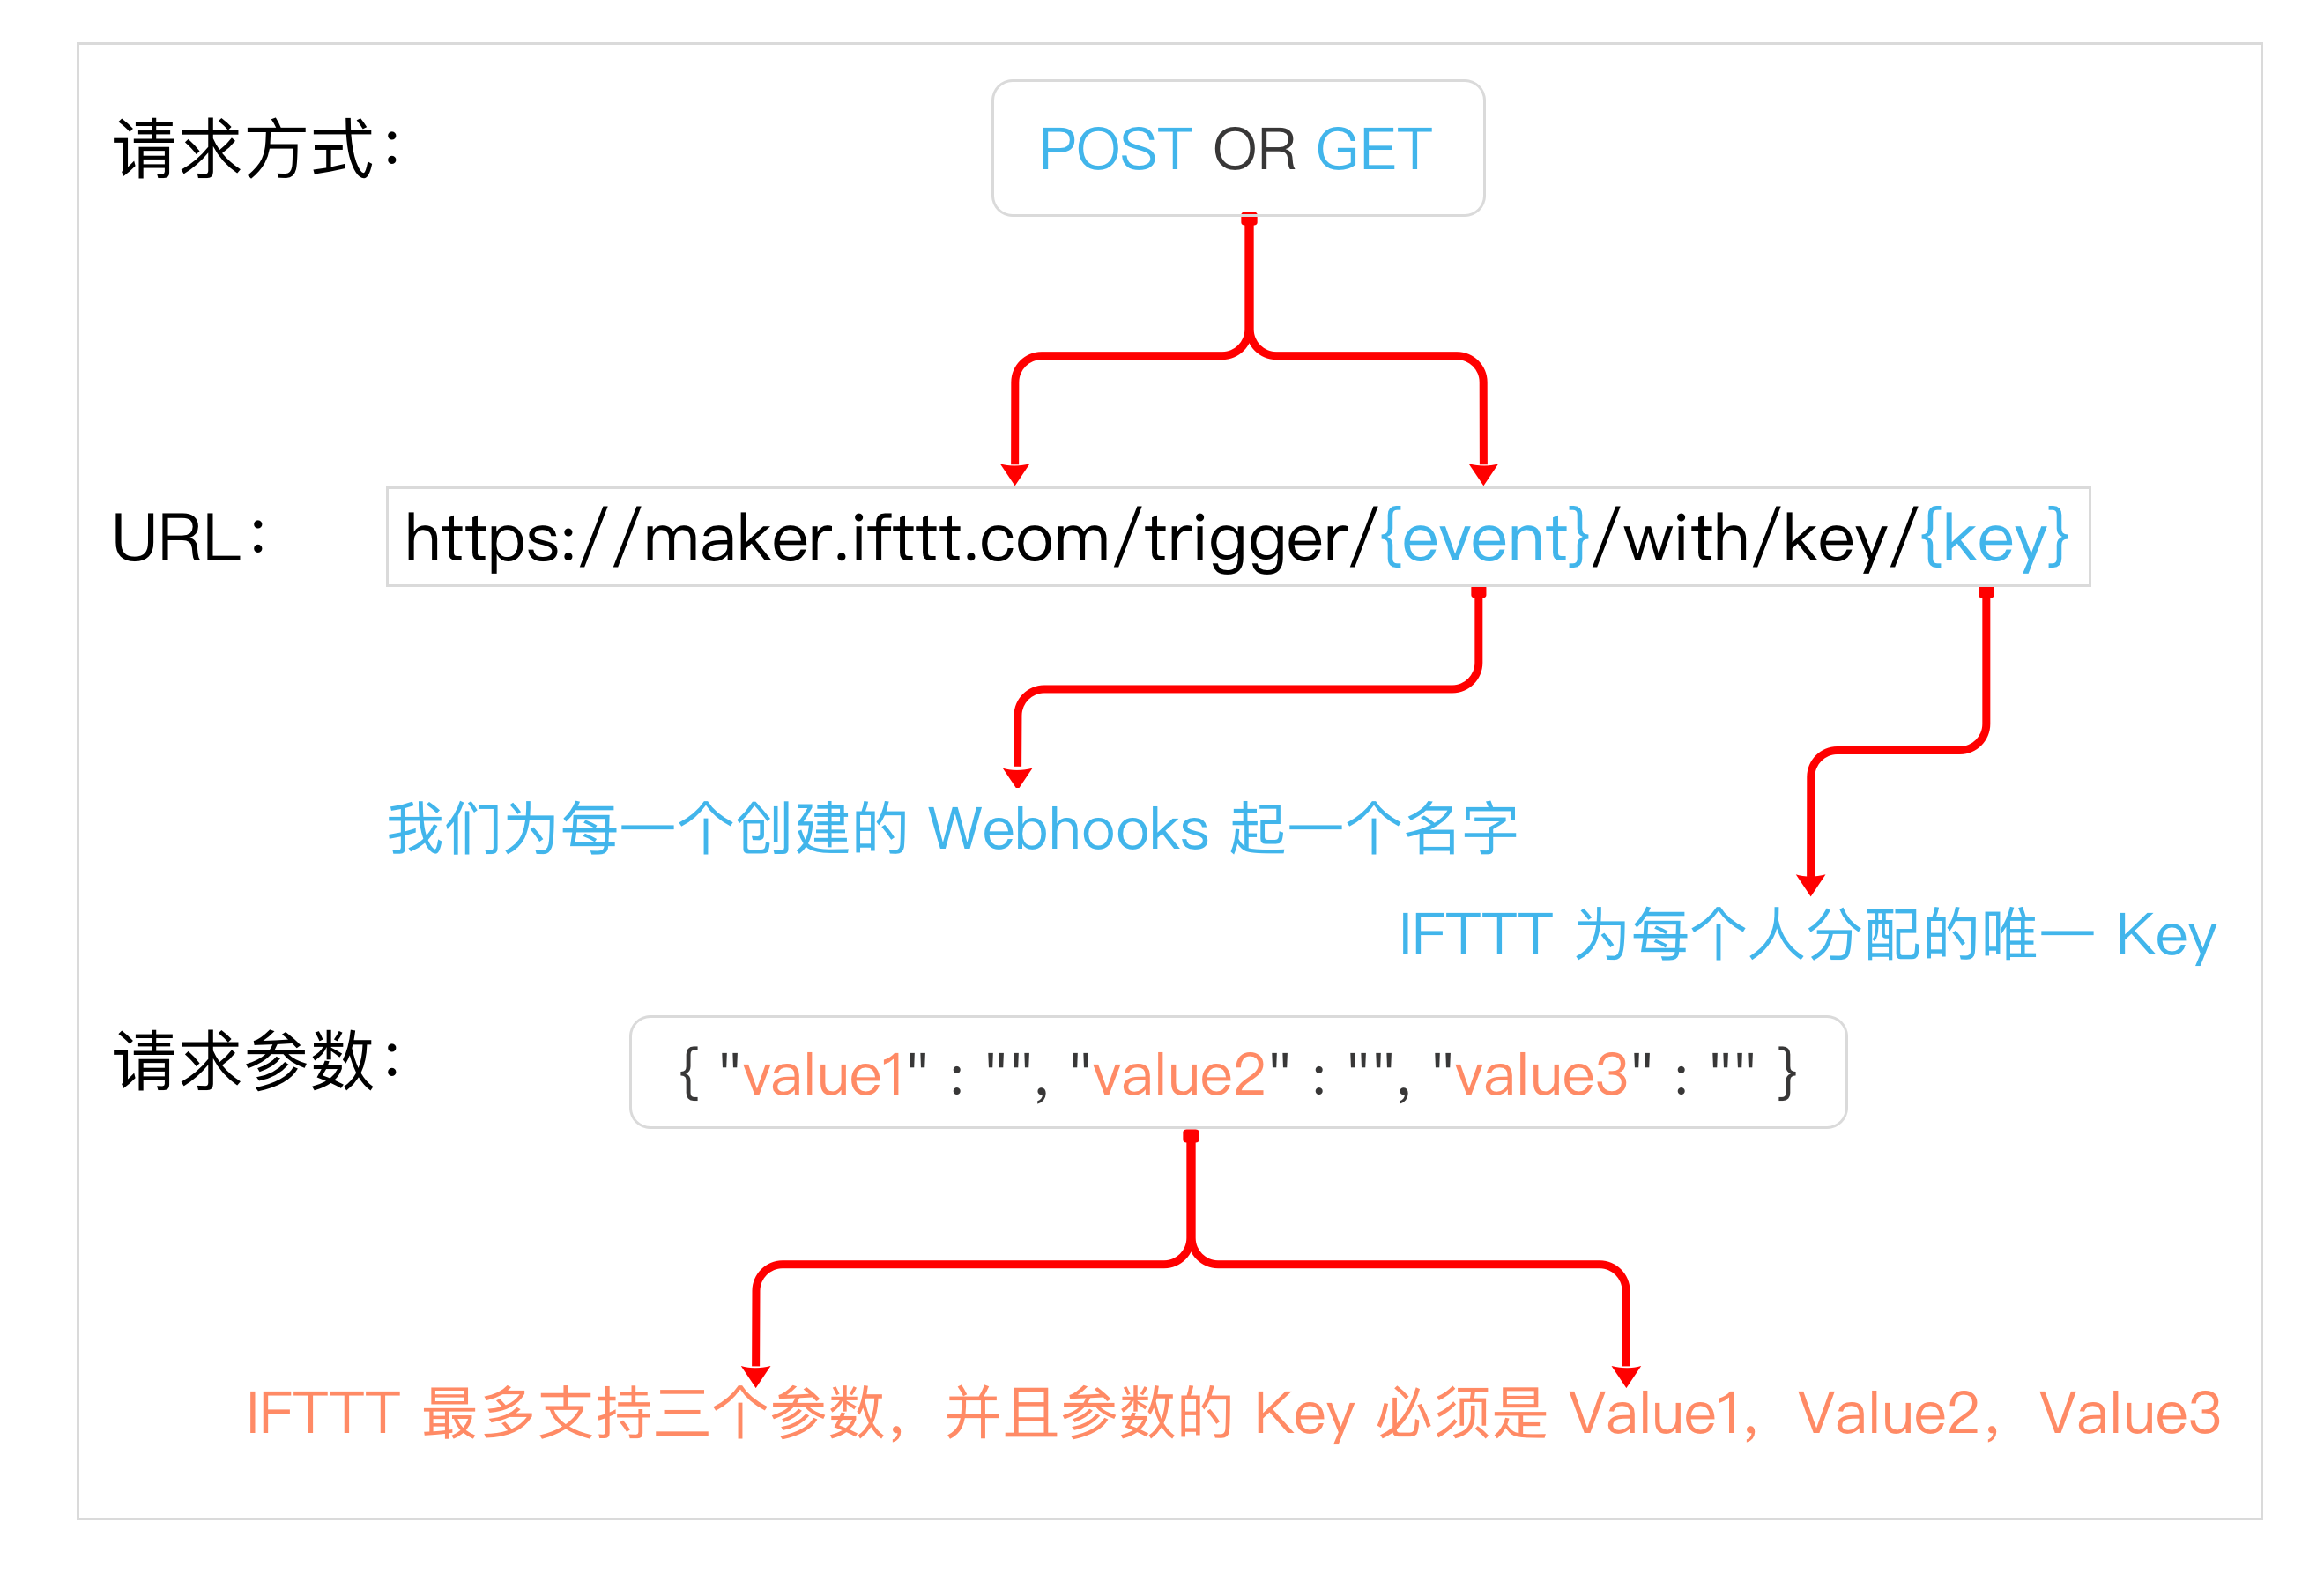 请求方式：
POST OR GET
URL：
https://maker.ifttt.com/trigger/{event}/with/key/{key}
我们为每一个创建的 Webhooks 起一个名字
IFTTT 为每个人分配的唯一 Key
请求参数：
{ "value1" : "", "value2" : "", "value3" : "" }
IFTTT 最多支持三个参数，并且参数的 Key 必须是 Value1，Value2，Value3